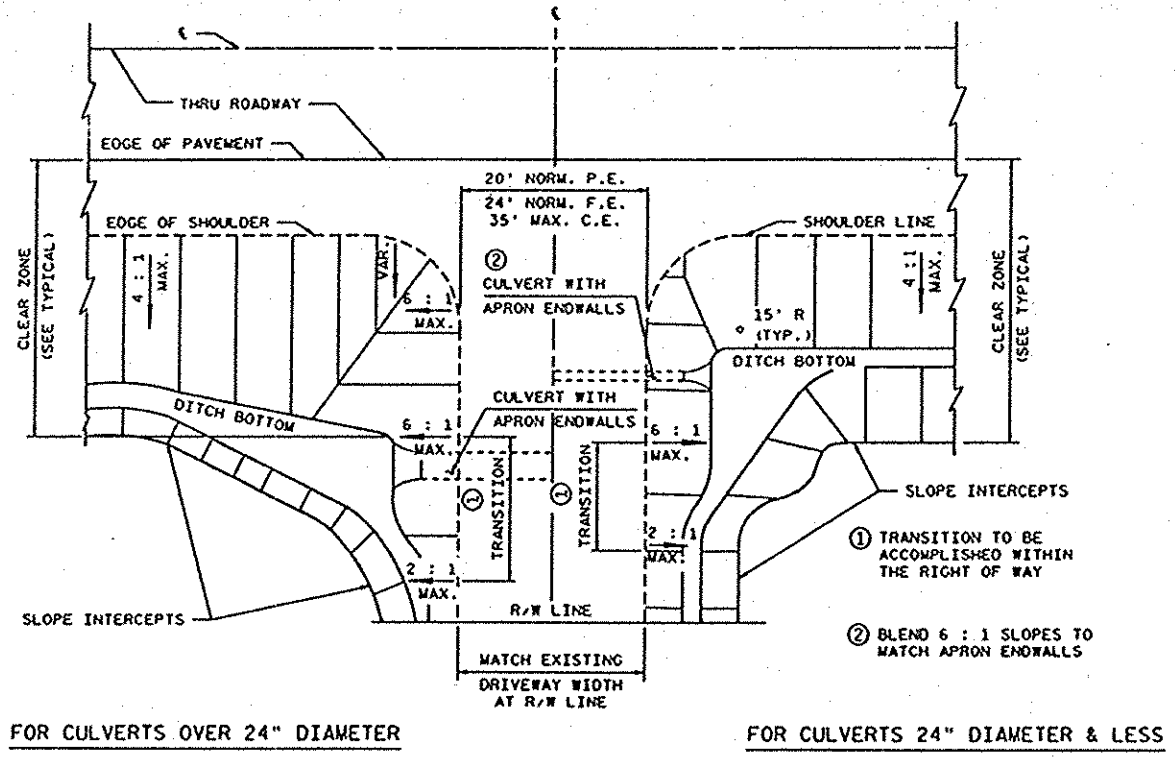 ℄
℄
THRU ROADWAY
EDGE OF PAVEMENT
20' NORM. P.E.
24' NORM. F.E.
35' MAX. C.E.
EDGE OF SHOULDER
SHOULDER LINE
CLEAR ZONE
(SEE TYPICAL)
4 : 1
MAX.
VAR.
6 : 1
MAX.
②
CULVERT WITH
APRON ENDWALLS
15' R
(TYP.)
4 : 1
MAX.
CLEAR ZONE
(SEE TYPICAL)
DITCH BOTTOM
DITCH BOTTOM
CULVERT WITH
APRON ENDWALLS
6 : 1
MAX.
6 : 1
MAX.
①
TRANSITION
①
TRANSITION
SLOPE INTERCEPTS
2 : 1
MAX.
2 : 1
MAX.
① TRANSITION TO BE
ACCOMPLISHED WITHIN
THE RIGHT OF WAY
R/W LINE
SLOPE INTERCEPTS
② BLEND 6 : 1 SLOPES TO
MATCH APRON ENDWALLS
MATCH EXISTING
DRIVEWAY WIDTH
AT R/W LINE
FOR CULVERTS OVER 24" DIAMETER
FOR CULVERTS 24" DIAMETER & LESS